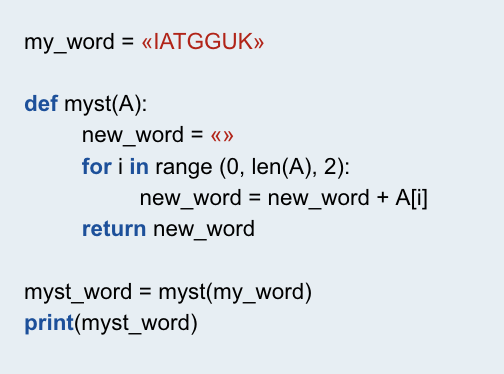 my_word = «IATGGUK»
def myst(A):
new_word = «»
for i in range (0, len(A), 2):
new_word = new_word + A[i]
return new_word
myst_word = myst(my_word)
print(myst_word)